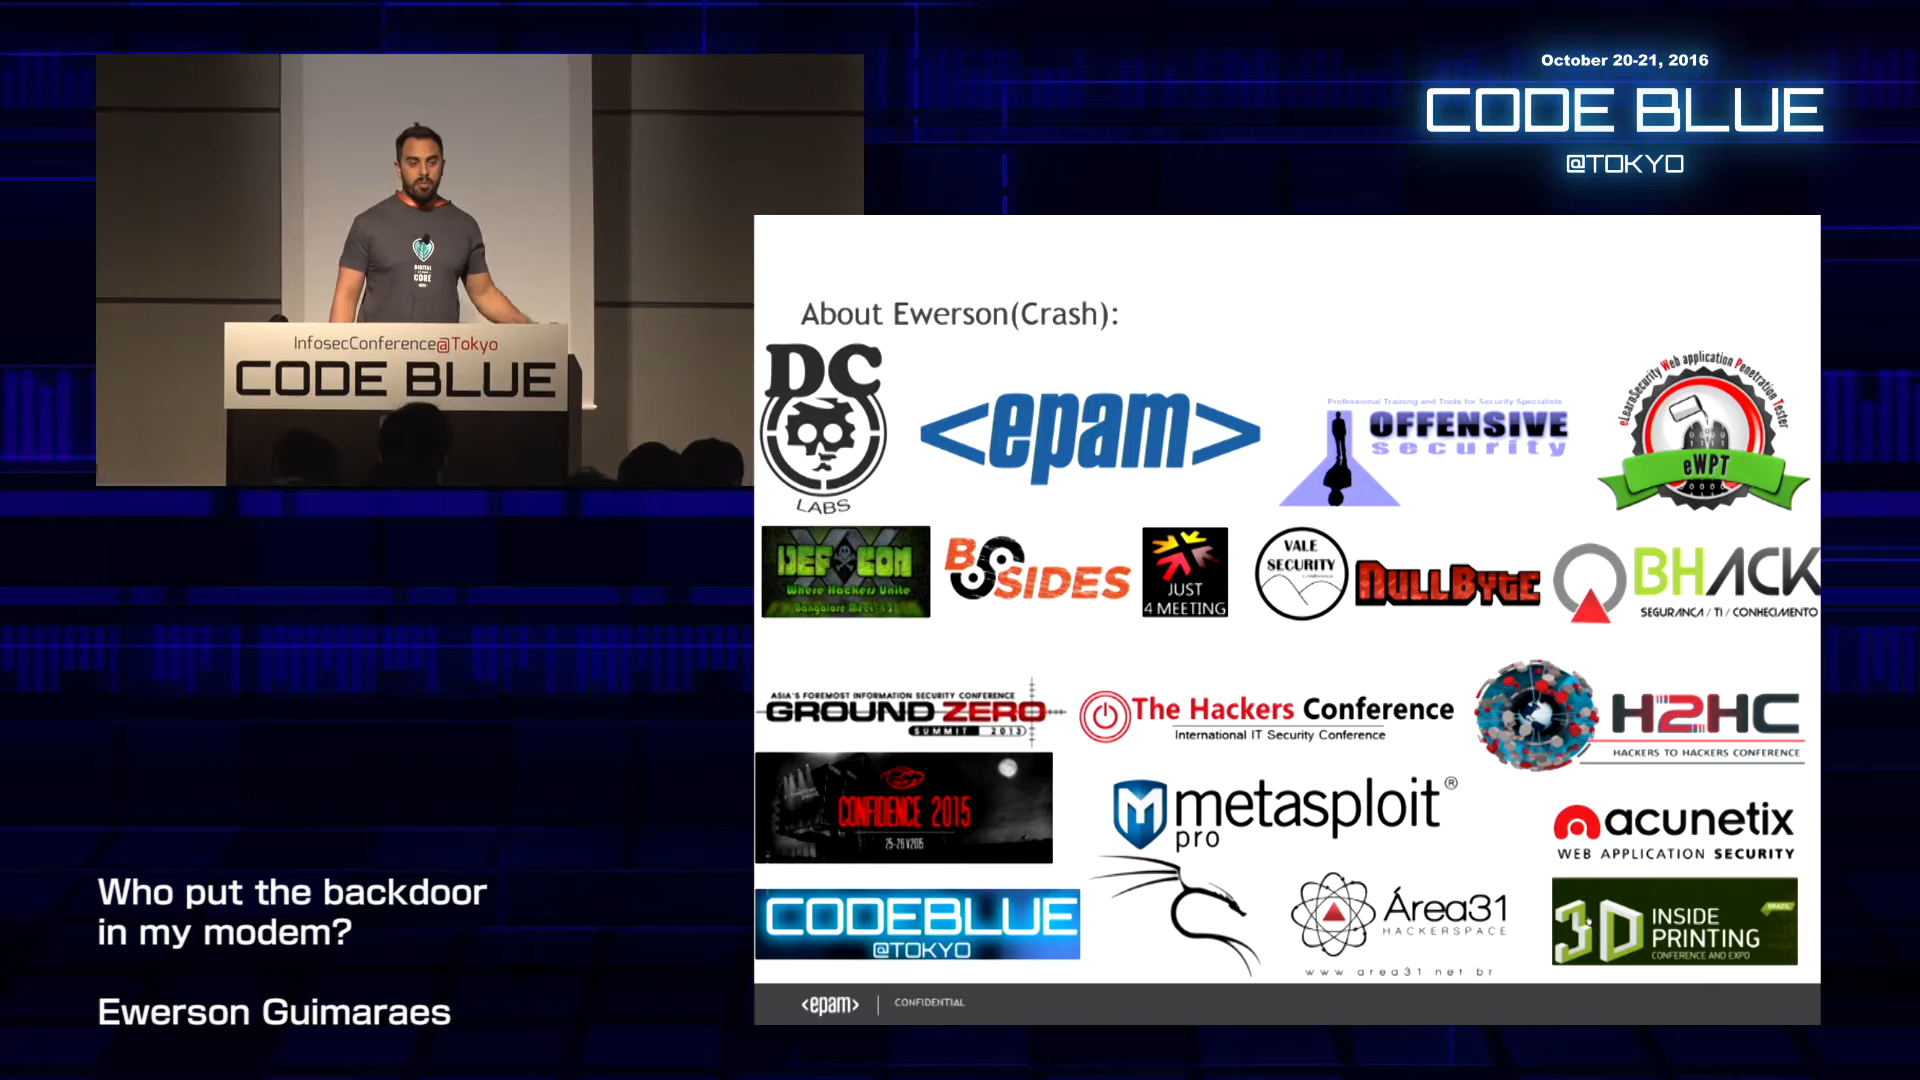 October 20-21, 2016
CODE BLUE
@TOKYO
InfosecConference@Tokyo
CODE BLUE
DIGITAL
CORE
About Ewerson(Crash):
DC
LABS
<epam>
Professional Training and Tools for Security Specialists
OFFENSIVE
security
eLearnSecurity Web application Penetration Tester
eWPT
DEF CON
Where Hackers Unite
Bangalore Meet
BSIDES
JUST
4 MEETING
VALE
SECURITY
Conference
NULLBYTE
BHACK
SEGURANÇA / TI / CONHECIMENTO
ASIA'S FOREMOST INFORMATION SECURITY CONFERENCE
GROUND ZERO
SUMMIT 2013
The Hackers Conference
International IT Security Conference
H2HC
HACKERS TO HACKERS CONFERENCE
CONFIDENCE 2015
25-26 V 2015
metasploit®
pro
acunetix
WEB APPLICATION SECURITY
CODEBLUE
@TOKYO
Área31
HACKERSPACE
www area31 net br
3D
INSIDE
PRINTING
CONFERENCE AND EXPO
BRAZIL
<epam>
CONFIDENTIAL
Who put the backdoor
in my modem?
Ewerson Guimaraes